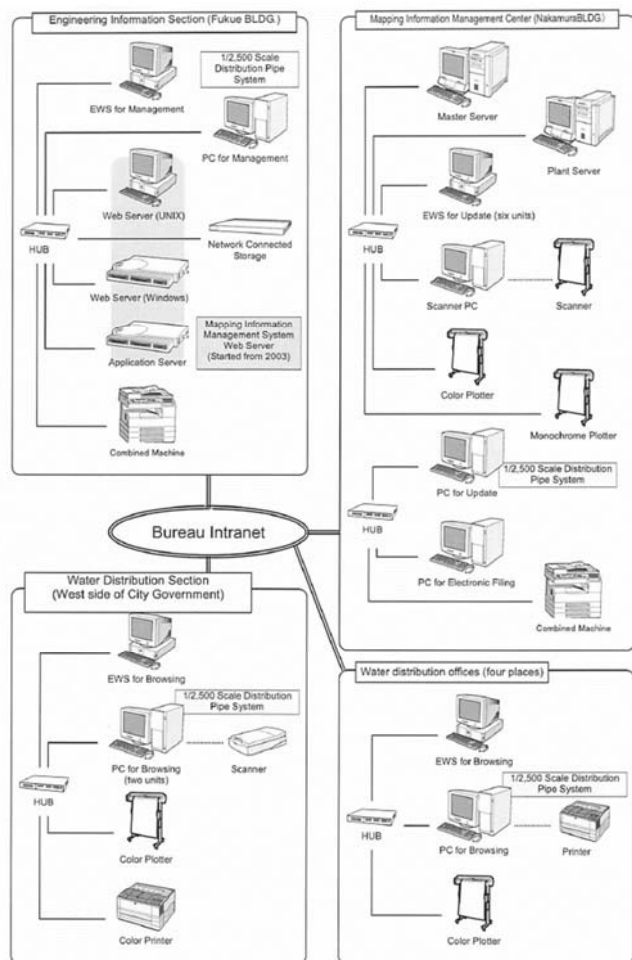 Engineering Information Section (Fukue BLDG.)
1/2,500 Scale
Distribution Pipe
System
EWS for Management
PC for Management
Web Server (UNIX)
HUB
Network Connected
Storage
Web Server (Windows)
Mapping Information
Management System
Web Server
(Started from 2003)
Application Server
Combined Machine
Mapping Information Management Center (NakamuraBLDG.)
Master Server
Plant Server
EWS for Update (six units)
HUB
Scanner PC
Scanner
Color Plotter
Monochrome Plotter
1/2,500 Scale Distribution
Pipe System
PC for Update
HUB
PC for Electronic Filing
Combined Machine
Bureau Intranet
Water Distribution Section
(West side of City Government)
EWS for Browsing
1/2,500 Scale Distribution
Pipe System
PC for Browsing
(two units)
Scanner
HUB
Color Plotter
Color Printer
Water distribution offices (four places)
EWS for Browsing
1/2,500 Scale Distribution
Pipe System
HUB
PC for Browsing
Printer
Color Plotter